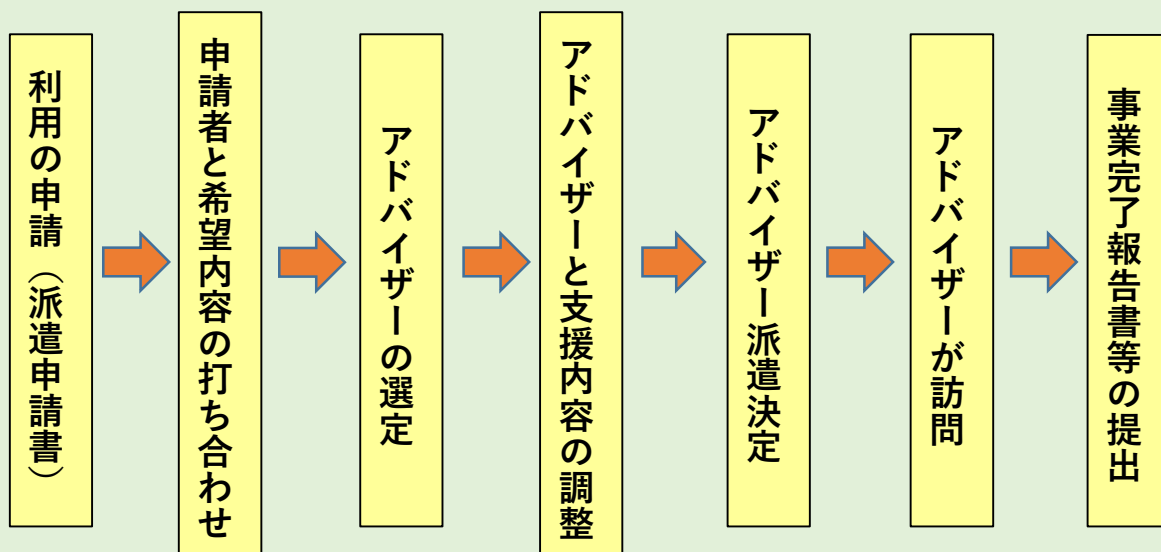 利用の申請（派遣申請書）
申請者と希望内容の打ち合わせ
アドバイザーの選定
アドバイザーと支援内容の調整
アドバイザー派遣決定
アドバイザーが訪問
事業完了報告書等の提出